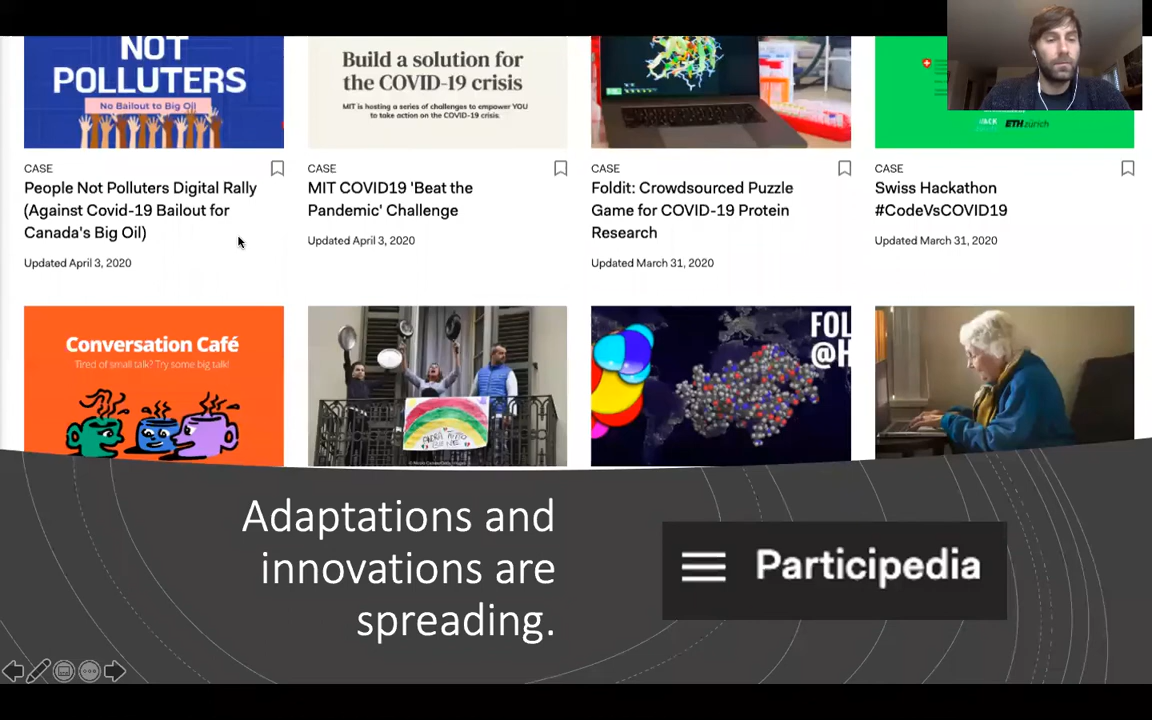 NOT
POLLUTERS
No Bailout to Big Oil
Build a solution for
the COVID-19 crisis
MIT is hosting a series of challenges to empower YOU
to take action on the COVID-19 crisis.
ETH zürich
CASE
People Not Polluters Digital Rally
(Against Covid-19 Bailout for
Canada's Big Oil)
Updated April 3, 2020
CASE
MIT COVID19 'Beat the
Pandemic' Challenge
Updated April 3, 2020
CASE
Foldit: Crowdsourced Puzzle
Game for COVID-19 Protein
Research
Updated March 31, 2020
CASE
Swiss Hackathon
#CodeVsCOVID19
Updated March 31, 2020
Conversation Café
Tired of small talk? Try some big talk!
FOL
@H
Adaptations and
innovations are
spreading.
Participedia